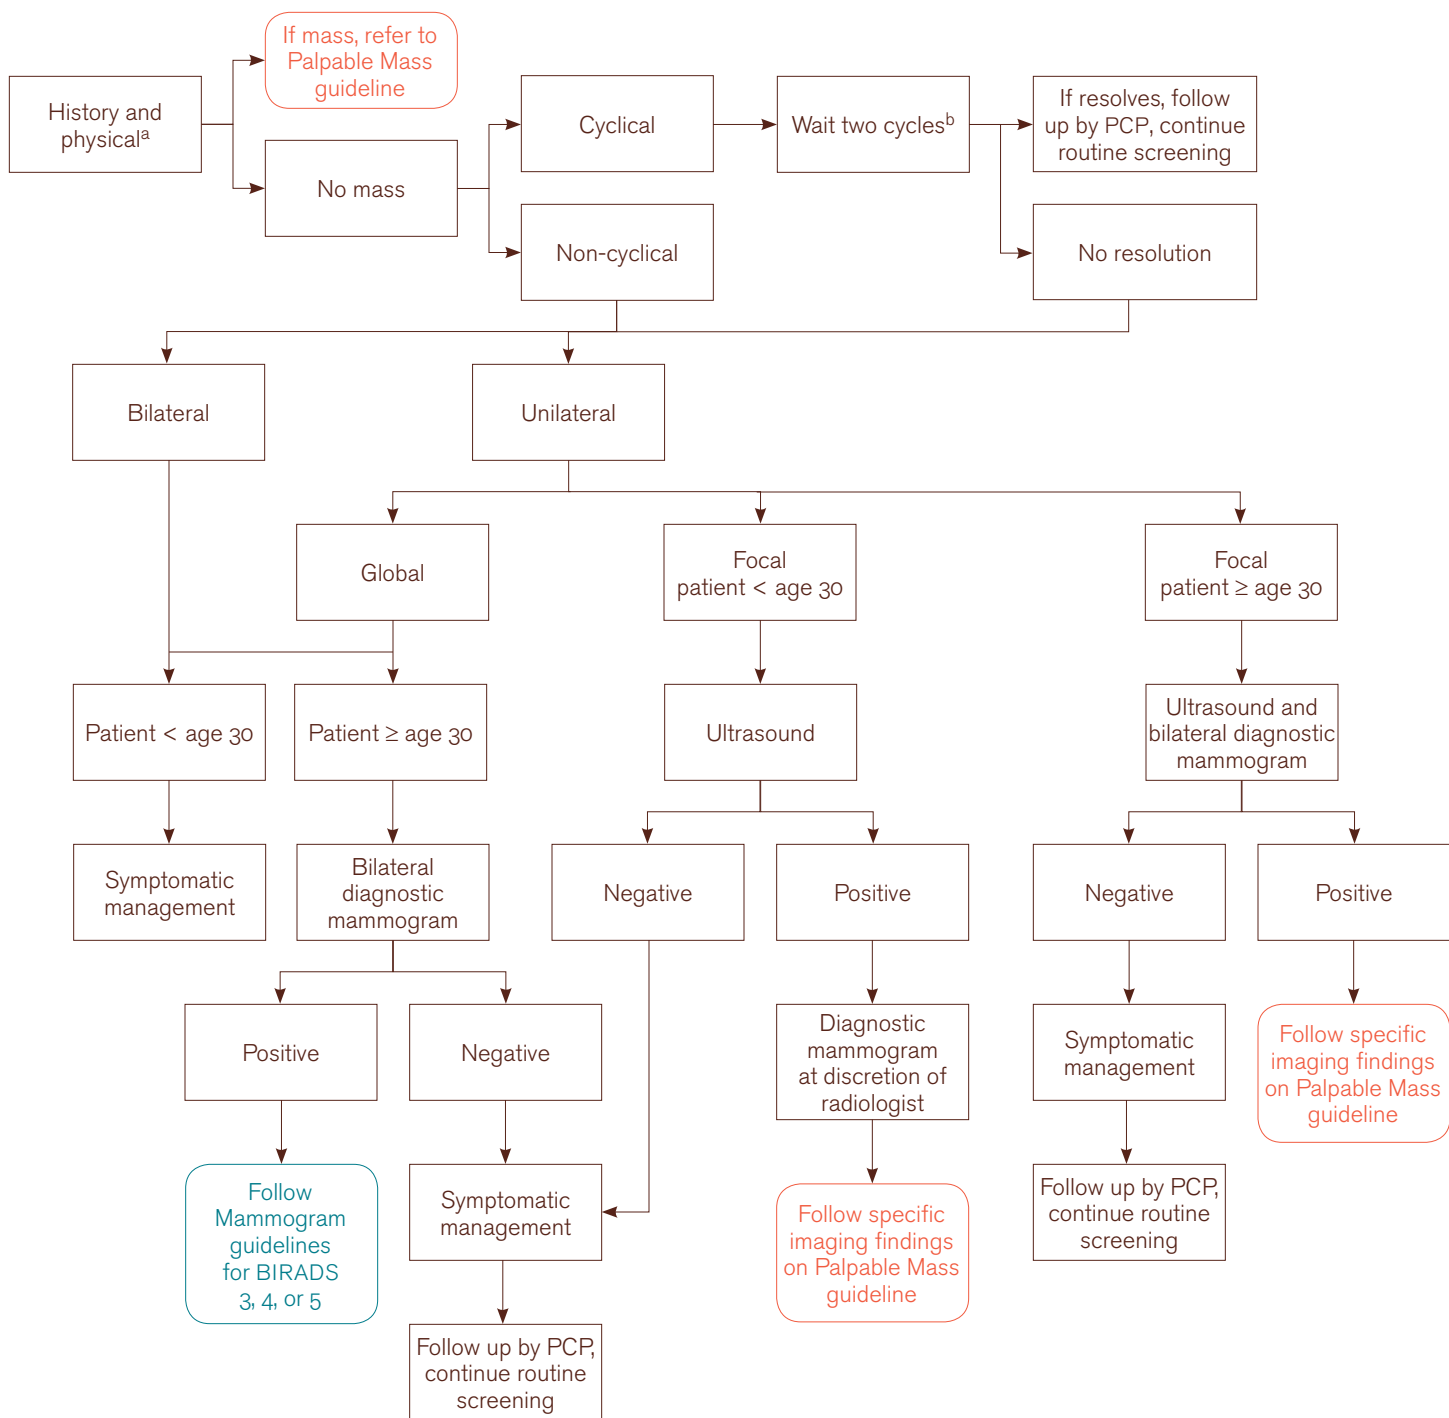 If mass, refer to
Palpable Mass
guideline
History and
physicalᵃ
Cyclical
Wait two cyclesᵇ
If resolves, follow
up by PCP, continue
routine screening
No mass
Non-cyclical
No resolution
Bilateral
Unilateral
Global
Focal
patient < age 30
Focal
patient ≥ age 30
Patient < age 30
Patient ≥ age 30
Ultrasound
Ultrasound and
bilateral diagnostic
mammogram
Symptomatic
management
Bilateral
diagnostic
mammogram
Negative
Positive
Negative
Positive
Positive
Negative
Diagnostic
mammogram
at discretion of
radiologist
Symptomatic
management
Follow specific
imaging findings
on Palpable Mass
guideline
Follow
Mammogram
guidelines
for BIRADS
3, 4, or 5
Symptomatic
management
Follow specific
imaging findings
on Palpable Mass
guideline
Follow up by PCP,
continue routine
screening
Follow up by PCP,
continue routine
screening